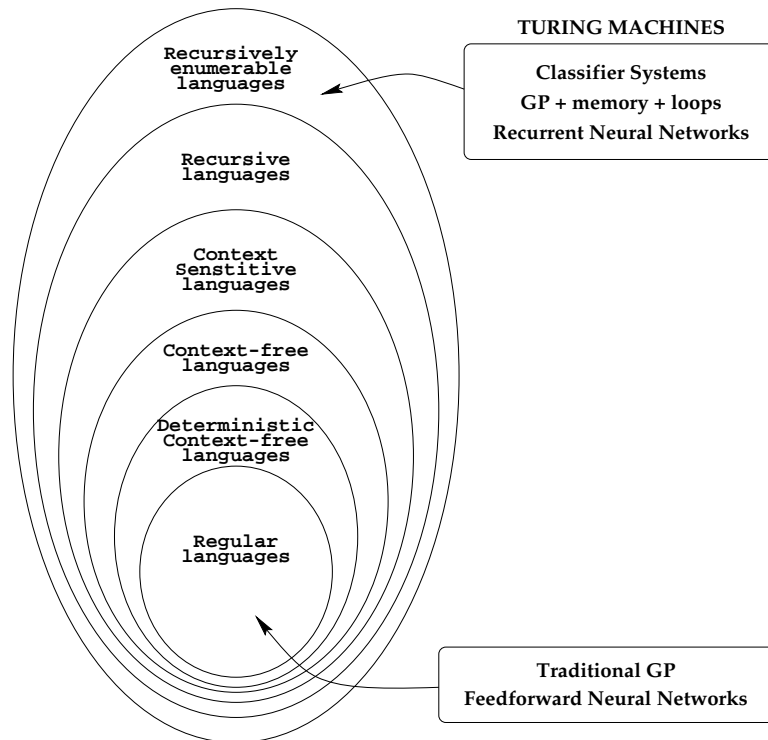 TURING MACHINES
Recursively
enumerable
languages
Classifier Systems
GP + memory + loops
Recurrent Neural Networks
Recursive
languages
Context
Senstitive
languages
Context-free
languages
Deterministic
Context-free
languages
Regular
languages
Traditional GP
Feedforward Neural Networks